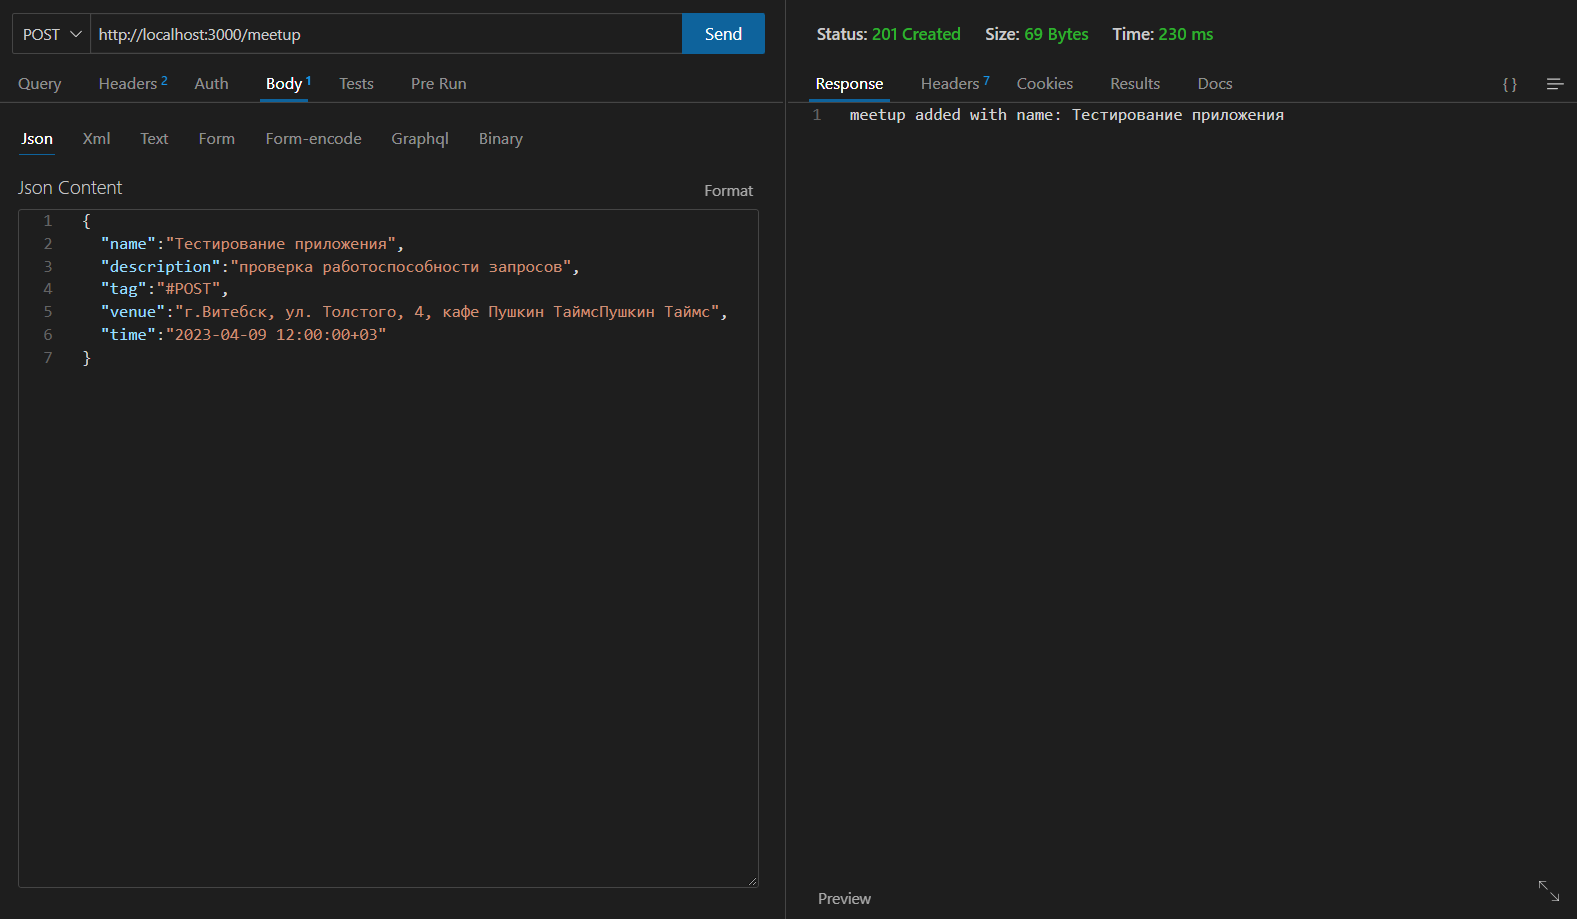 POST http://localhost:3000/meetup Send
Query Headers 2 Auth Body 1 Tests Pre Run
Json Xml Text Form Form-encode Graphql Binary
Json Content
Format
1 {
2 "name":"Тестирование приложения",
3 "description":"проверка работоспособности запросов",
4 "tag":"#POST",
5 "venue":"г.Витебск, ул. Толстого, 4, кафе Пушкин ТаймсПушкин Таймс",
6 "time":"2023-04-09 12:00:00+03"
7 }
Status: 201 Created Size: 69 Bytes Time: 230 ms
Response Headers 7 Cookies Results Docs { }
1 meetup added with name: Тестирование приложения
Preview